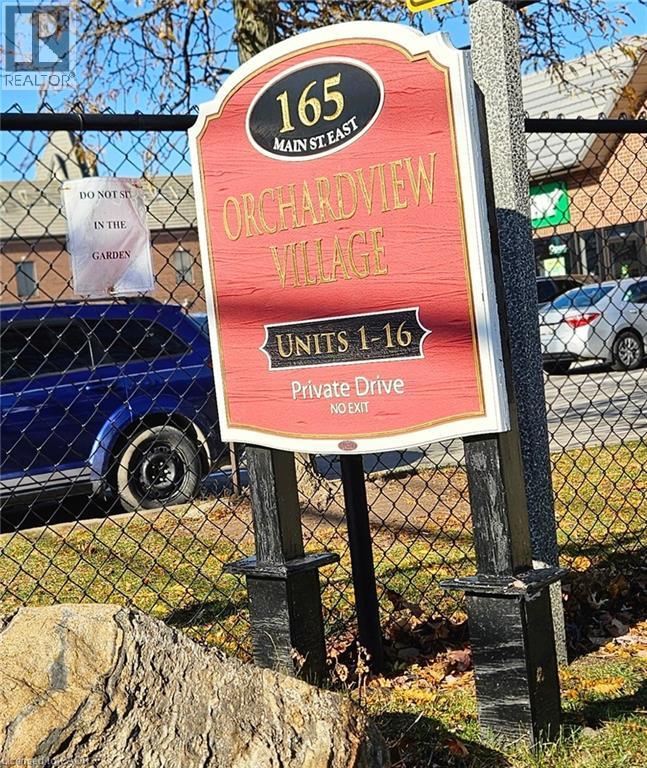 REALTOR®
165
MAIN ST. EAST
ORCHARDVIEW
VILLAGE
UNITS 1-16
Private Drive
NO EXIT
DO NOT SIT
IN THE
GARDEN